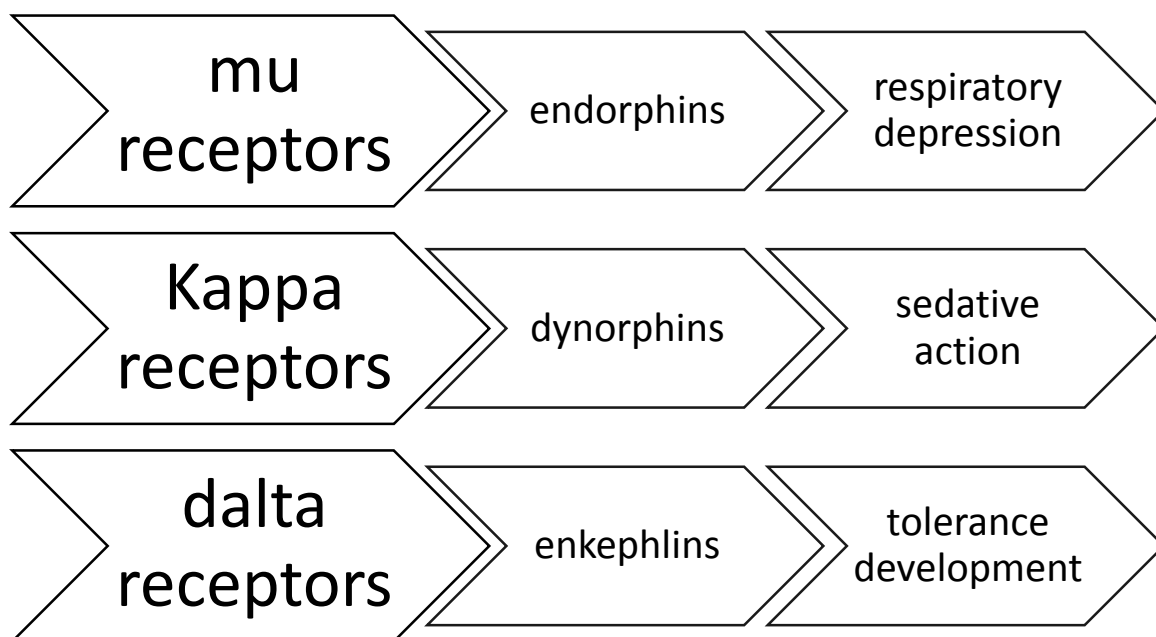 mu
receptors
endorphins
respiratory
depression
Kappa
receptors
dynorphins
sedative
action
dalta
receptors
enkephlins
tolerance
development